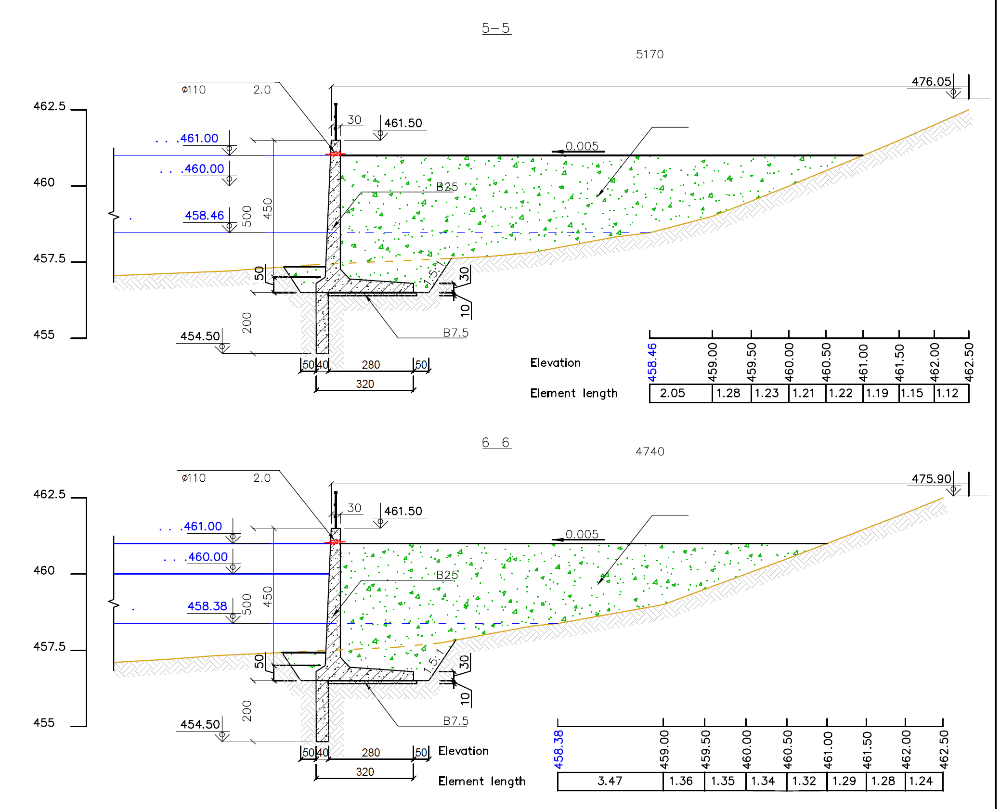 5-5
5170
476.05
ø110 2.0
462.5
30
461.50
. . .461.00
0.005
. . .460.00
460
B25
500
450
. 458.46
457.5
50
1.5:1
30
10
200
454.50
B7.5
455
50 40 280 50
320
Elevation 458.46 459.00 459.50 460.00 460.50 461.00 461.50 462.00 462.50
Element length 2.05 1.28 1.23 1.21 1.22 1.19 1.15 1.12
6-6
4740
475.90
ø110 2.0
462.5
30
461.50
. . .461.00
0.005
. . .460.00
460
B25
500
450
. 458.38
457.5
50
1.5:1
30
10
200
454.50
B7.5
455
50 40 280 50
320
Elevation 458.38 459.00 459.50 460.00 460.50 461.00 461.50 462.00 462.50
Element length 3.47 1.36 1.35 1.34 1.32 1.29 1.28 1.24